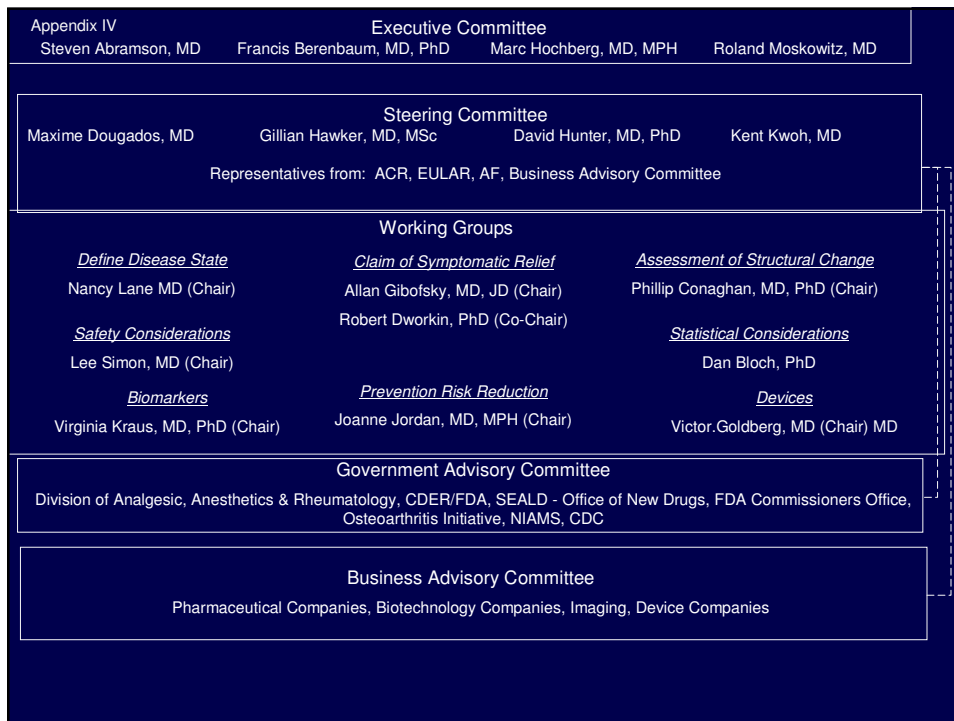 Appendix IV
Executive Committee
Steven Abramson, MD Francis Berenbaum, MD, PhD Marc Hochberg, MD, MPH Roland Moskowitz, MD
Steering Committee
Maxime Dougados, MD Gillian Hawker, MD, MSc David Hunter, MD, PhD Kent Kwoh, MD
Representatives from: ACR, EULAR, AF, Business Advisory Committee
Working Groups
Define Disease State Claim of Symptomatic Relief Assessment of Structural Change
Nancy Lane MD (Chair) Allan Gibofsky, MD, JD (Chair) Phillip Conaghan, MD, PhD (Chair)
Robert Dworkin, PhD (Co-Chair)
Safety Considerations Statistical Considerations
Lee Simon, MD (Chair) Dan Bloch, PhD
Biomarkers Prevention Risk Reduction Devices
Virginia Kraus, MD, PhD (Chair) Joanne Jordan, MD, MPH (Chair) Victor.Goldberg, MD (Chair) MD
Government Advisory Committee
Division of Analgesic, Anesthetics & Rheumatology, CDER/FDA, SEALD - Office of New Drugs, FDA Commissioners Office,
Osteoarthritis Initiative, NIAMS, CDC
Business Advisory Committee
Pharmaceutical Companies, Biotechnology Companies, Imaging, Device Companies